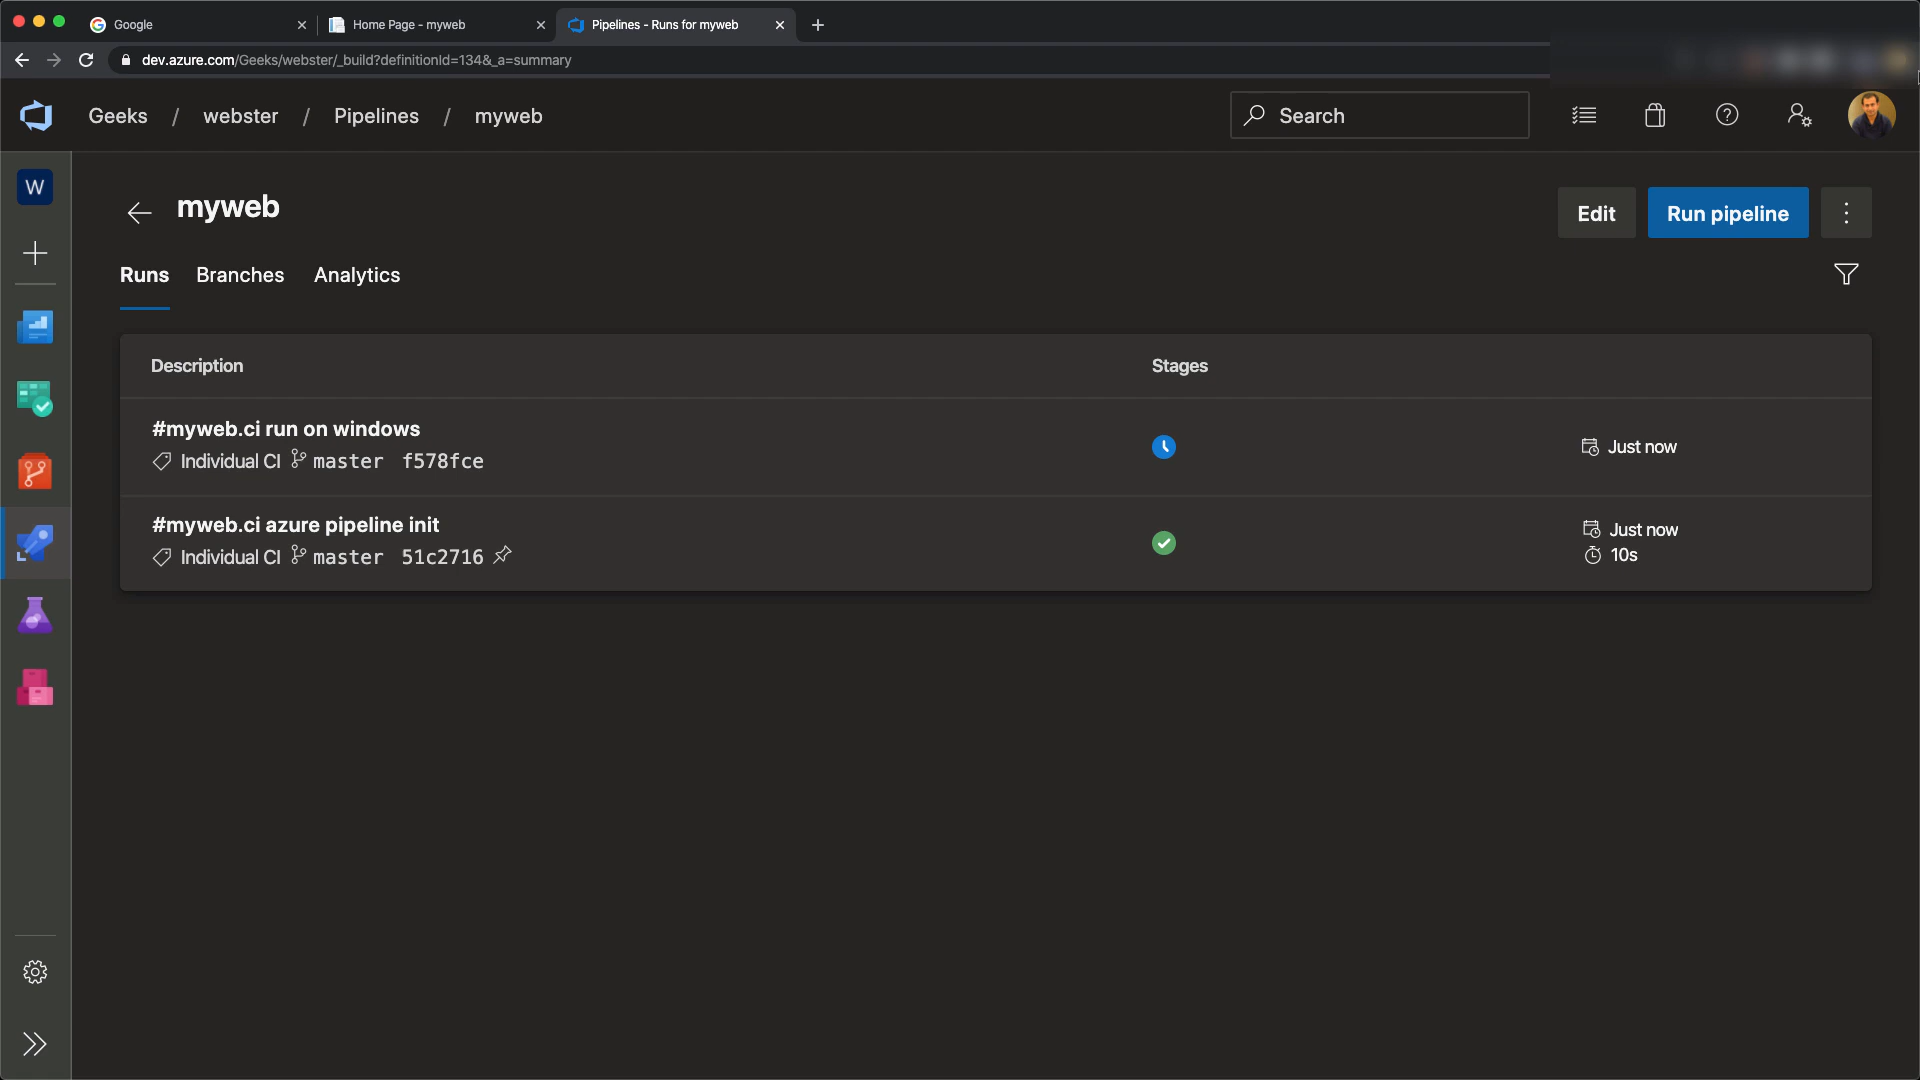 Google
Home Page - myweb
Pipelines - Runs for myweb
dev.azure.com/Geeks/webster/_build?definitionId=134&_a=summary
Geeks / webster / Pipelines / myweb
Search
W
myweb
Edit
Run pipeline
Runs
Branches
Analytics
Description
Stages
#myweb.ci run on windows
Individual CI master f578fce
Just now
#myweb.ci azure pipeline init
Individual CI master 51c2716
Just now
10s